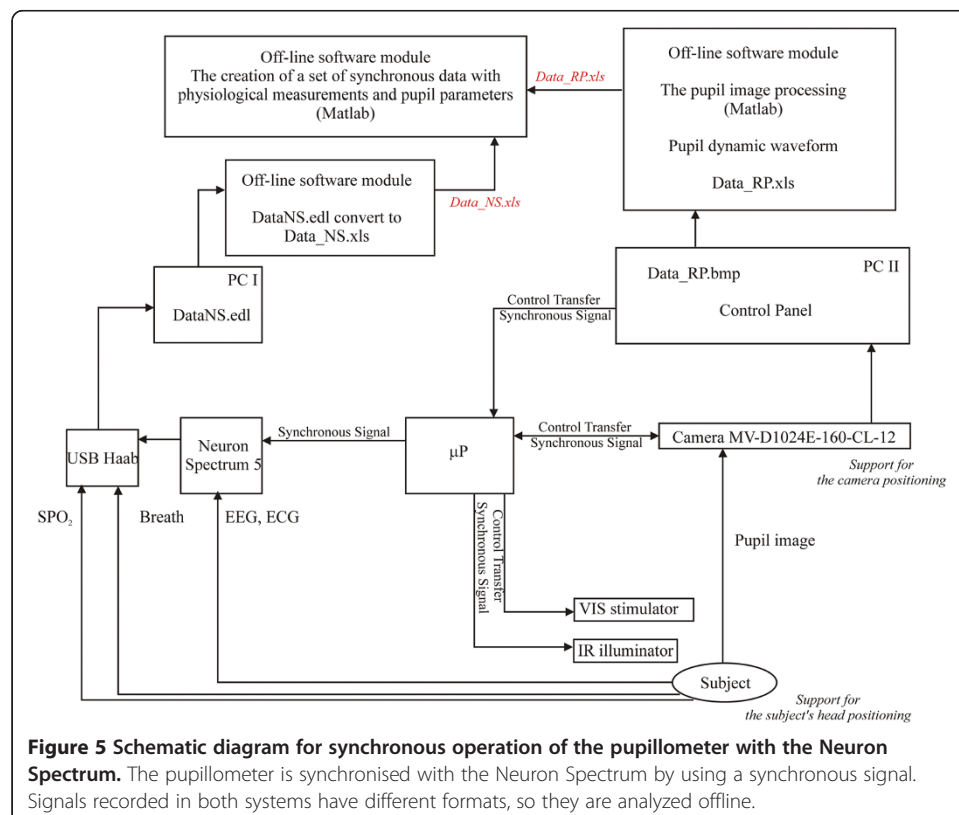 Off-line software module
The creation of a set of synchronous data with
physiological measurements and pupil parameters
(Matlab)
Data_RP.xls
Off-line software module
The pupil image processing
(Matlab)
Pupil dynamic waveform
Data_RP.xls
Off-line software module
DataNS.edl convert to
Data_NS.xls
Data_NS.xls
PC I
DataNS.edl
Data_RP.bmp
PC II
Control Panel
Control Transfer
Synchronous Signal
USB Haab
Neuron
Spectrum 5
Synchronous Signal
μP
Control Transfer
Synchronous Signal
Camera MV-D1024E-160-CL-12
Support for
the camera positioning
SPO₂
Breath
EEG, ECG
Control Transfer
Synchronous Signal
Pupil image
VIS stimulator
IR illuminator
Subject
Support for
the subject's head positioning
Figure 5 Schematic diagram for synchronous operation of the pupillometer with the Neuron
Spectrum. The pupillometer is synchronised with the Neuron Spectrum by using a synchronous signal.
Signals recorded in both systems have different formats, so they are analyzed offline.